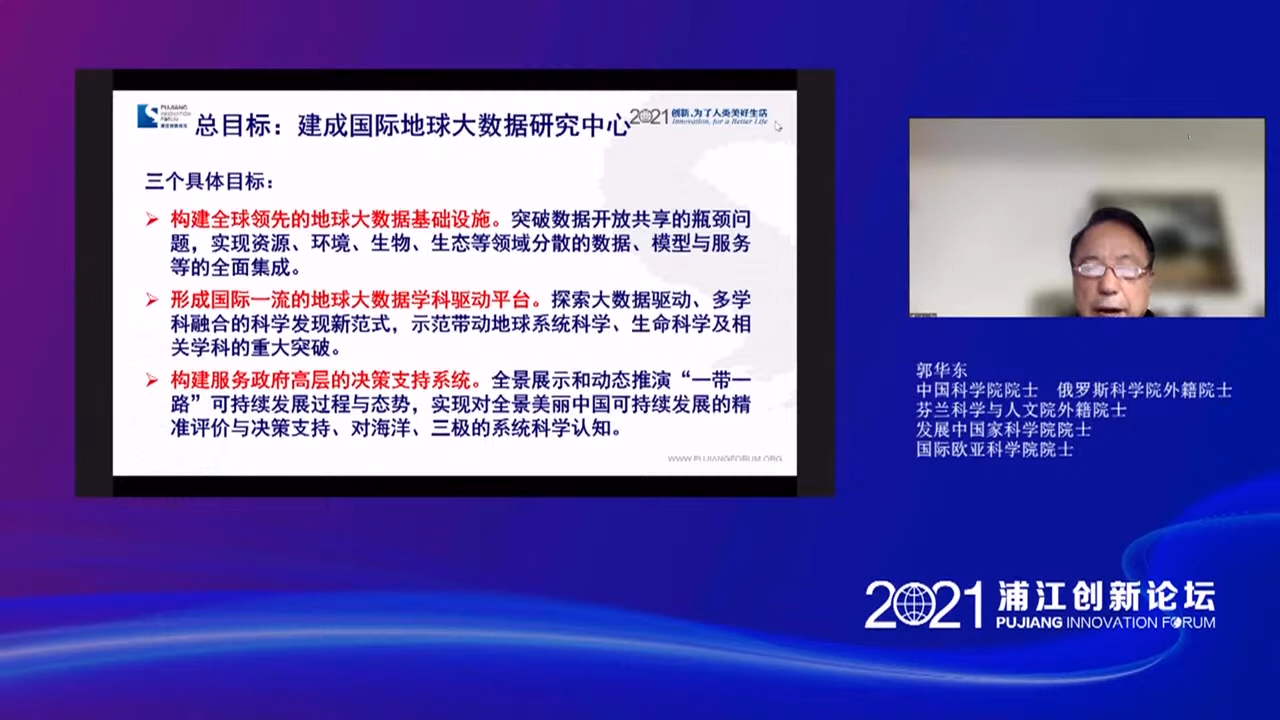 PUJIANG
INNOVATION
FORUM
浦江创新论坛
总目标：建成国际地球大数据研究中心
2021 创新，为了人类美好生活
Innovation, for a Better Life
三个具体目标：
➢ 构建全球领先的地球大数据基础设施。突破数据开放共享的瓶颈问
题，实现资源、环境、生物、生态等领域分散的数据、模型与服务
等的全面集成。
➢ 形成国际一流的地球大数据学科驱动平台。探索大数据驱动、多学
科融合的科学发现新范式，示范带动地球系统科学、生命科学及相
关学科的重大突破。
➢ 构建服务政府高层的决策支持系统。全景展示和动态推演“一带一
路”可持续发展过程与态势，实现对全景美丽中国可持续发展的精
准评价与决策支持、对海洋、三极的系统科学认知。
WWW.PUJIANGFORUM.ORG
郭华东
中国科学院院士 俄罗斯科学院外籍院士
芬兰科学与人文院外籍院士
发展中国家科学院院士
国际欧亚科学院院士
2021 浦江创新论坛
PUJIANG INNOVATION FORUM